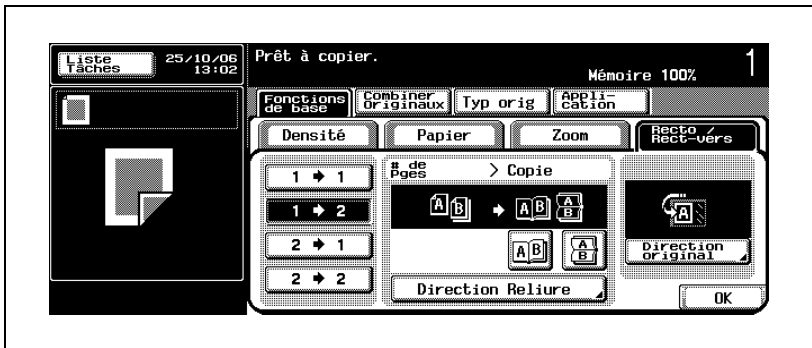 Liste
Tâches
25/10/06
13:02
Prêt à copier.
Mémoire 100%
1
Fonctions
de base
Combiner
Originaux
Typ orig
Appli-
cation
Densité
Papier
Zoom
Recto /
Rect-vers
1 → 1
1 → 2
2 → 1
2 → 2
# de
Pges
> Copie
A B → A B A B
A B A B
Direction Reliure
A
Direction
original
OK